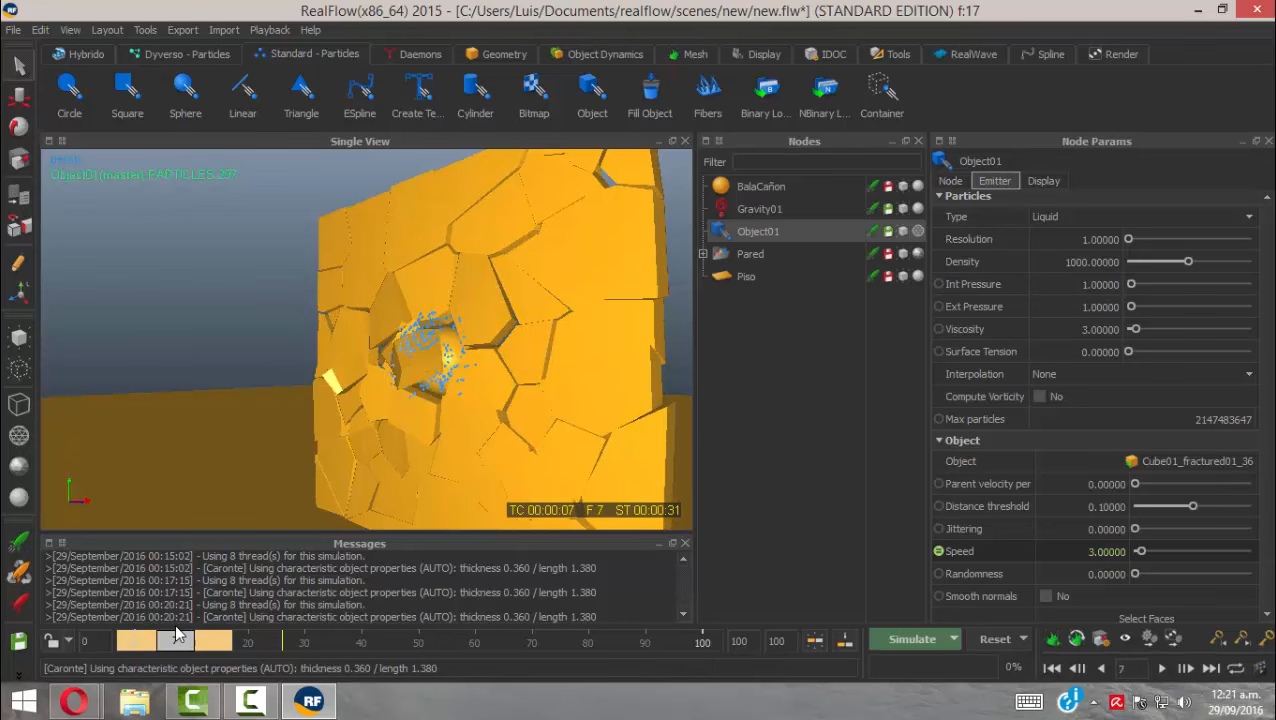 RealFlow(x86_64) 2015 - [C:/Users/Luis/Documents/realflow/scenes/new/new.flw*] (STANDARD EDITION) f:17
File Edit View Layout Tools Export Import Playback Help
Hybrido Dyverso - Particles Standard - Particles Daemons Geometry Object Dynamics Mesh Display IDOC Tools RealWave Spline Render
Circle Square Sphere Linear Triangle ESpline Create Te... Cylinder Bitmap Object Fill Object Fibers Binary Lo... NBinary L... Container
Single View
Object01(master) PARTICLES 297
TC 00:00:07 F 7 ST 00:00:31
Nodes
Filter
BalaCañon
Gravity01
Object01
Pared
Piso
Node Params
Object01
Node Emitter Display
Particles
Type Liquid
Resolution 1.00000
Density 1000.00000
Int Pressure 1.00000
Ext Pressure 1.00000
Viscosity 3.00000
Surface Tension 0.00000
Interpolation None
Compute Vorticity No
Max particles 2147483647
Object
Object Cube01_fractured01_36
Parent velocity per 0.00000
Distance threshold 0.10000
Jittering 0.00000
Speed 3.00000
Randomness 0.00000
Smooth normals No
Select Faces
Messages
>[29/September/2016 00:15:02] - Using 8 thread(s) for this simulation.
>[29/September/2016 00:15:02] - [Caronte] Using characteristic object properties (AUTO): thickness 0.360 / length 1.380
>[29/September/2016 00:17:15] - Using 8 thread(s) for this simulation.
>[29/September/2016 00:17:15] - [Caronte] Using characteristic object properties (AUTO): thickness 0.360 / length 1.380
>[29/September/2016 00:20:21] - Using 8 thread(s) for this simulation.
>[29/September/2016 00:20:21] - [Caronte] Using characteristic object properties (AUTO): thickness 0.360 / length 1.380
0 20 30 40 50 60 70 80 90 100 100 100
Simulate Reset
[Caronte] Using characteristic object properties (AUTO): thickness 0.360 / length 1.380
0% 7
RF
12:21 a.m.
29/09/2016